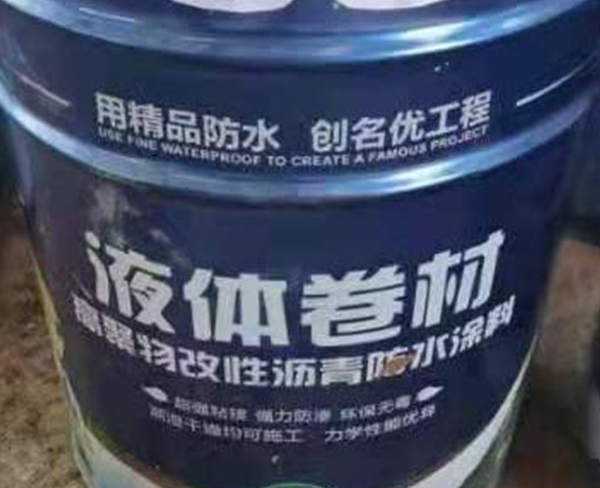 用精品防水 创名优工程
USE FINE WATERPROOF TO CREATE A FAMOUS PROJECT
液体卷材
高聚物改性沥青防水涂料
超强粘接 强力防渗 环保无毒
潮湿干燥均可施工 力学性能优异